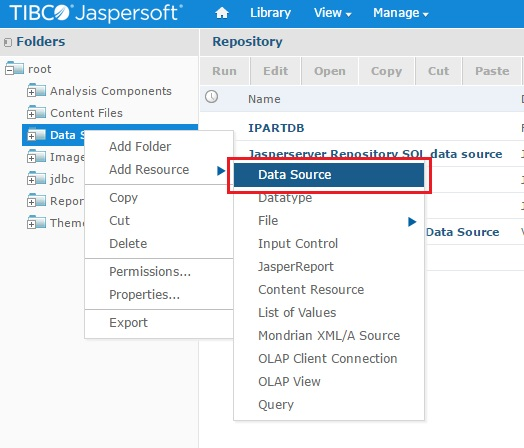 TIBCO Jaspersoft®
Library View Manage
Folders
Repository
root
Run Edit Open Copy Cut Paste
Analysis Components
Name
Content Files
Data S
IPARTDB
Add Folder
Image
Jasperserver Repository SQL data source
Add Resource
Data Source
jdbc
Copy
Datatype
Repor
Cut
File
Theme
Delete
Input Control
Data Source
JasperReport
Permissions...
Content Resource
Properties...
List of Values
Export
Mondrian XML/A Source
OLAP Client Connection
OLAP View
Query